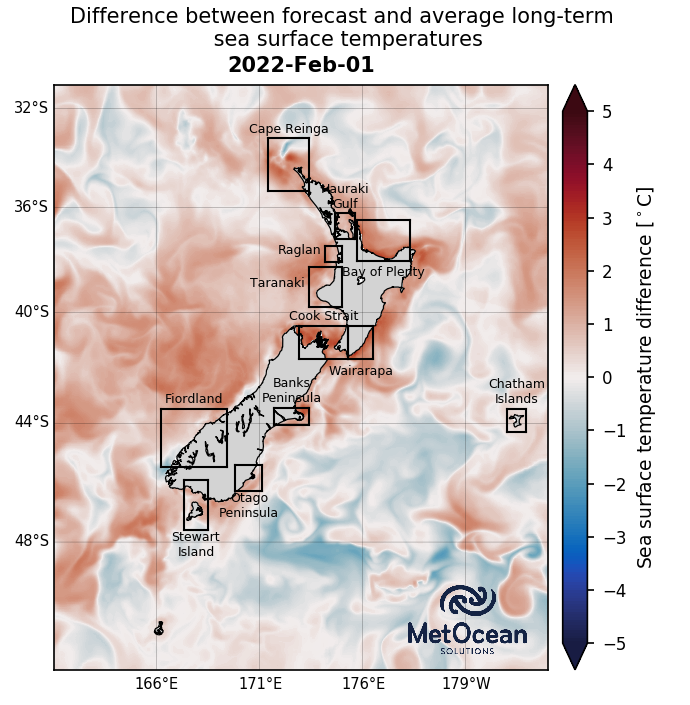 Difference between forecast and average long-term
sea surface temperatures
2022-Feb-01
32°S
36°S
40°S
44°S
48°S
166°E
171°E
176°E
179°W
Cape Reinga
Hauraki
Gulf
Raglan
Bay of Plenty
Taranaki
Cook Strait
Wairarapa
Banks
Peninsula
Fiordland
Chatham
Islands
Otago
Peninsula
Stewart
Island
MetOcean
SOLUTIONS
5
4
3
2
1
0
−1
−2
−3
−4
−5
Sea surface temperature difference [°C]